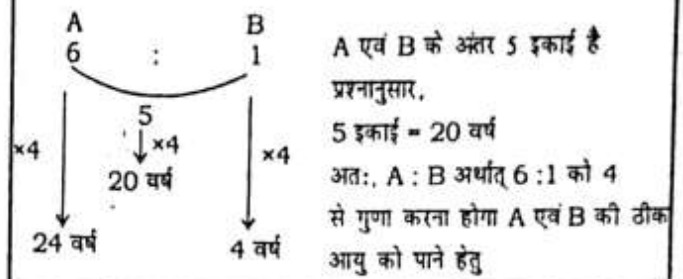 A B
6 : 1
A एवं B के अंतर 5 इकाई है
प्रश्नानुसार,
5
×4 ×4 ×4
5 इकाई = 20 वर्ष
20 वर्ष
अतः, A : B अर्थात् 6 :1 को 4
से गुणा करना होगा A एवं B की ठीक
24 वर्ष 4 वर्ष
आयु को पाने हेतु